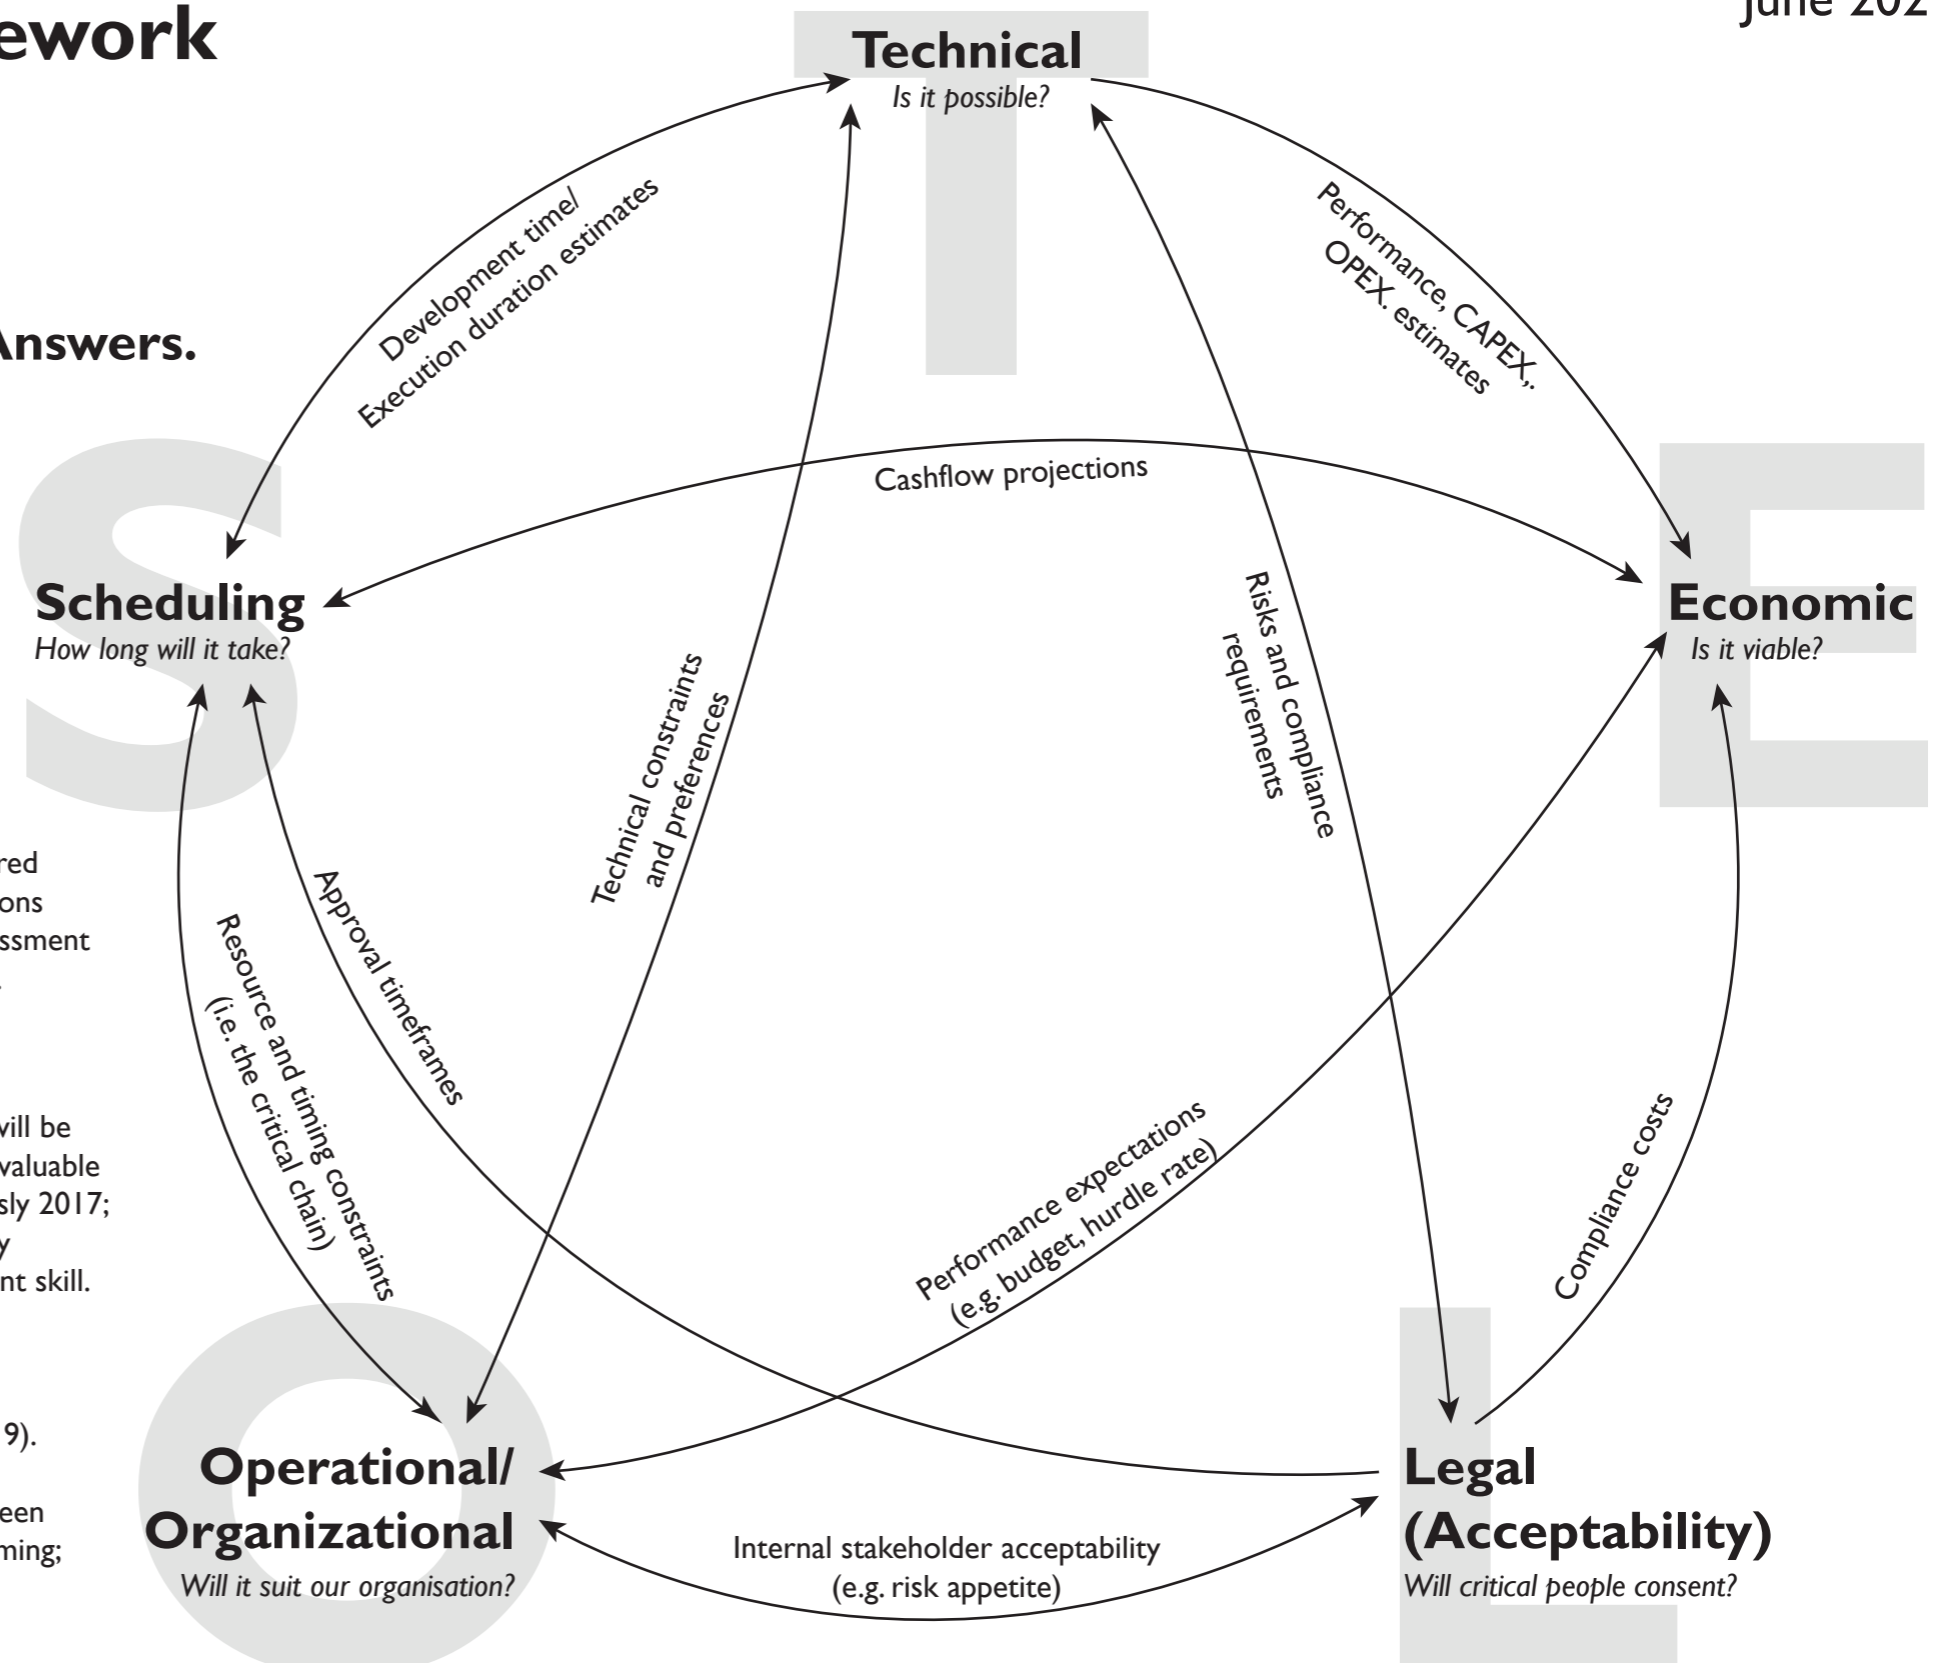 ework
June 202
Technical
Is it possible?
Answers.
Development time/
Execution duration estimates
Performance, CAPEX,.
OPEX. estimates
Cashflow projections
Scheduling
How long will it take?
Economic
Is it viable?
Technical constraints
and preferences
Risks and compliance
requirements
red
ons
ssment
.
Approval timeframes
Resource and timing constraints
(i.e. the critical chain)
will be
valuable
sly 2017;
y
nt skill.
Performance expectations
(e.g. budget, hurdle rate)
Compliance costs
9).
een
ming;
Operational/
Organizational
Will it suit our organisation?
Internal stakeholder acceptability
(e.g. risk appetite)
Legal
(Acceptability)
Will critical people consent?
T
S
E
O
L